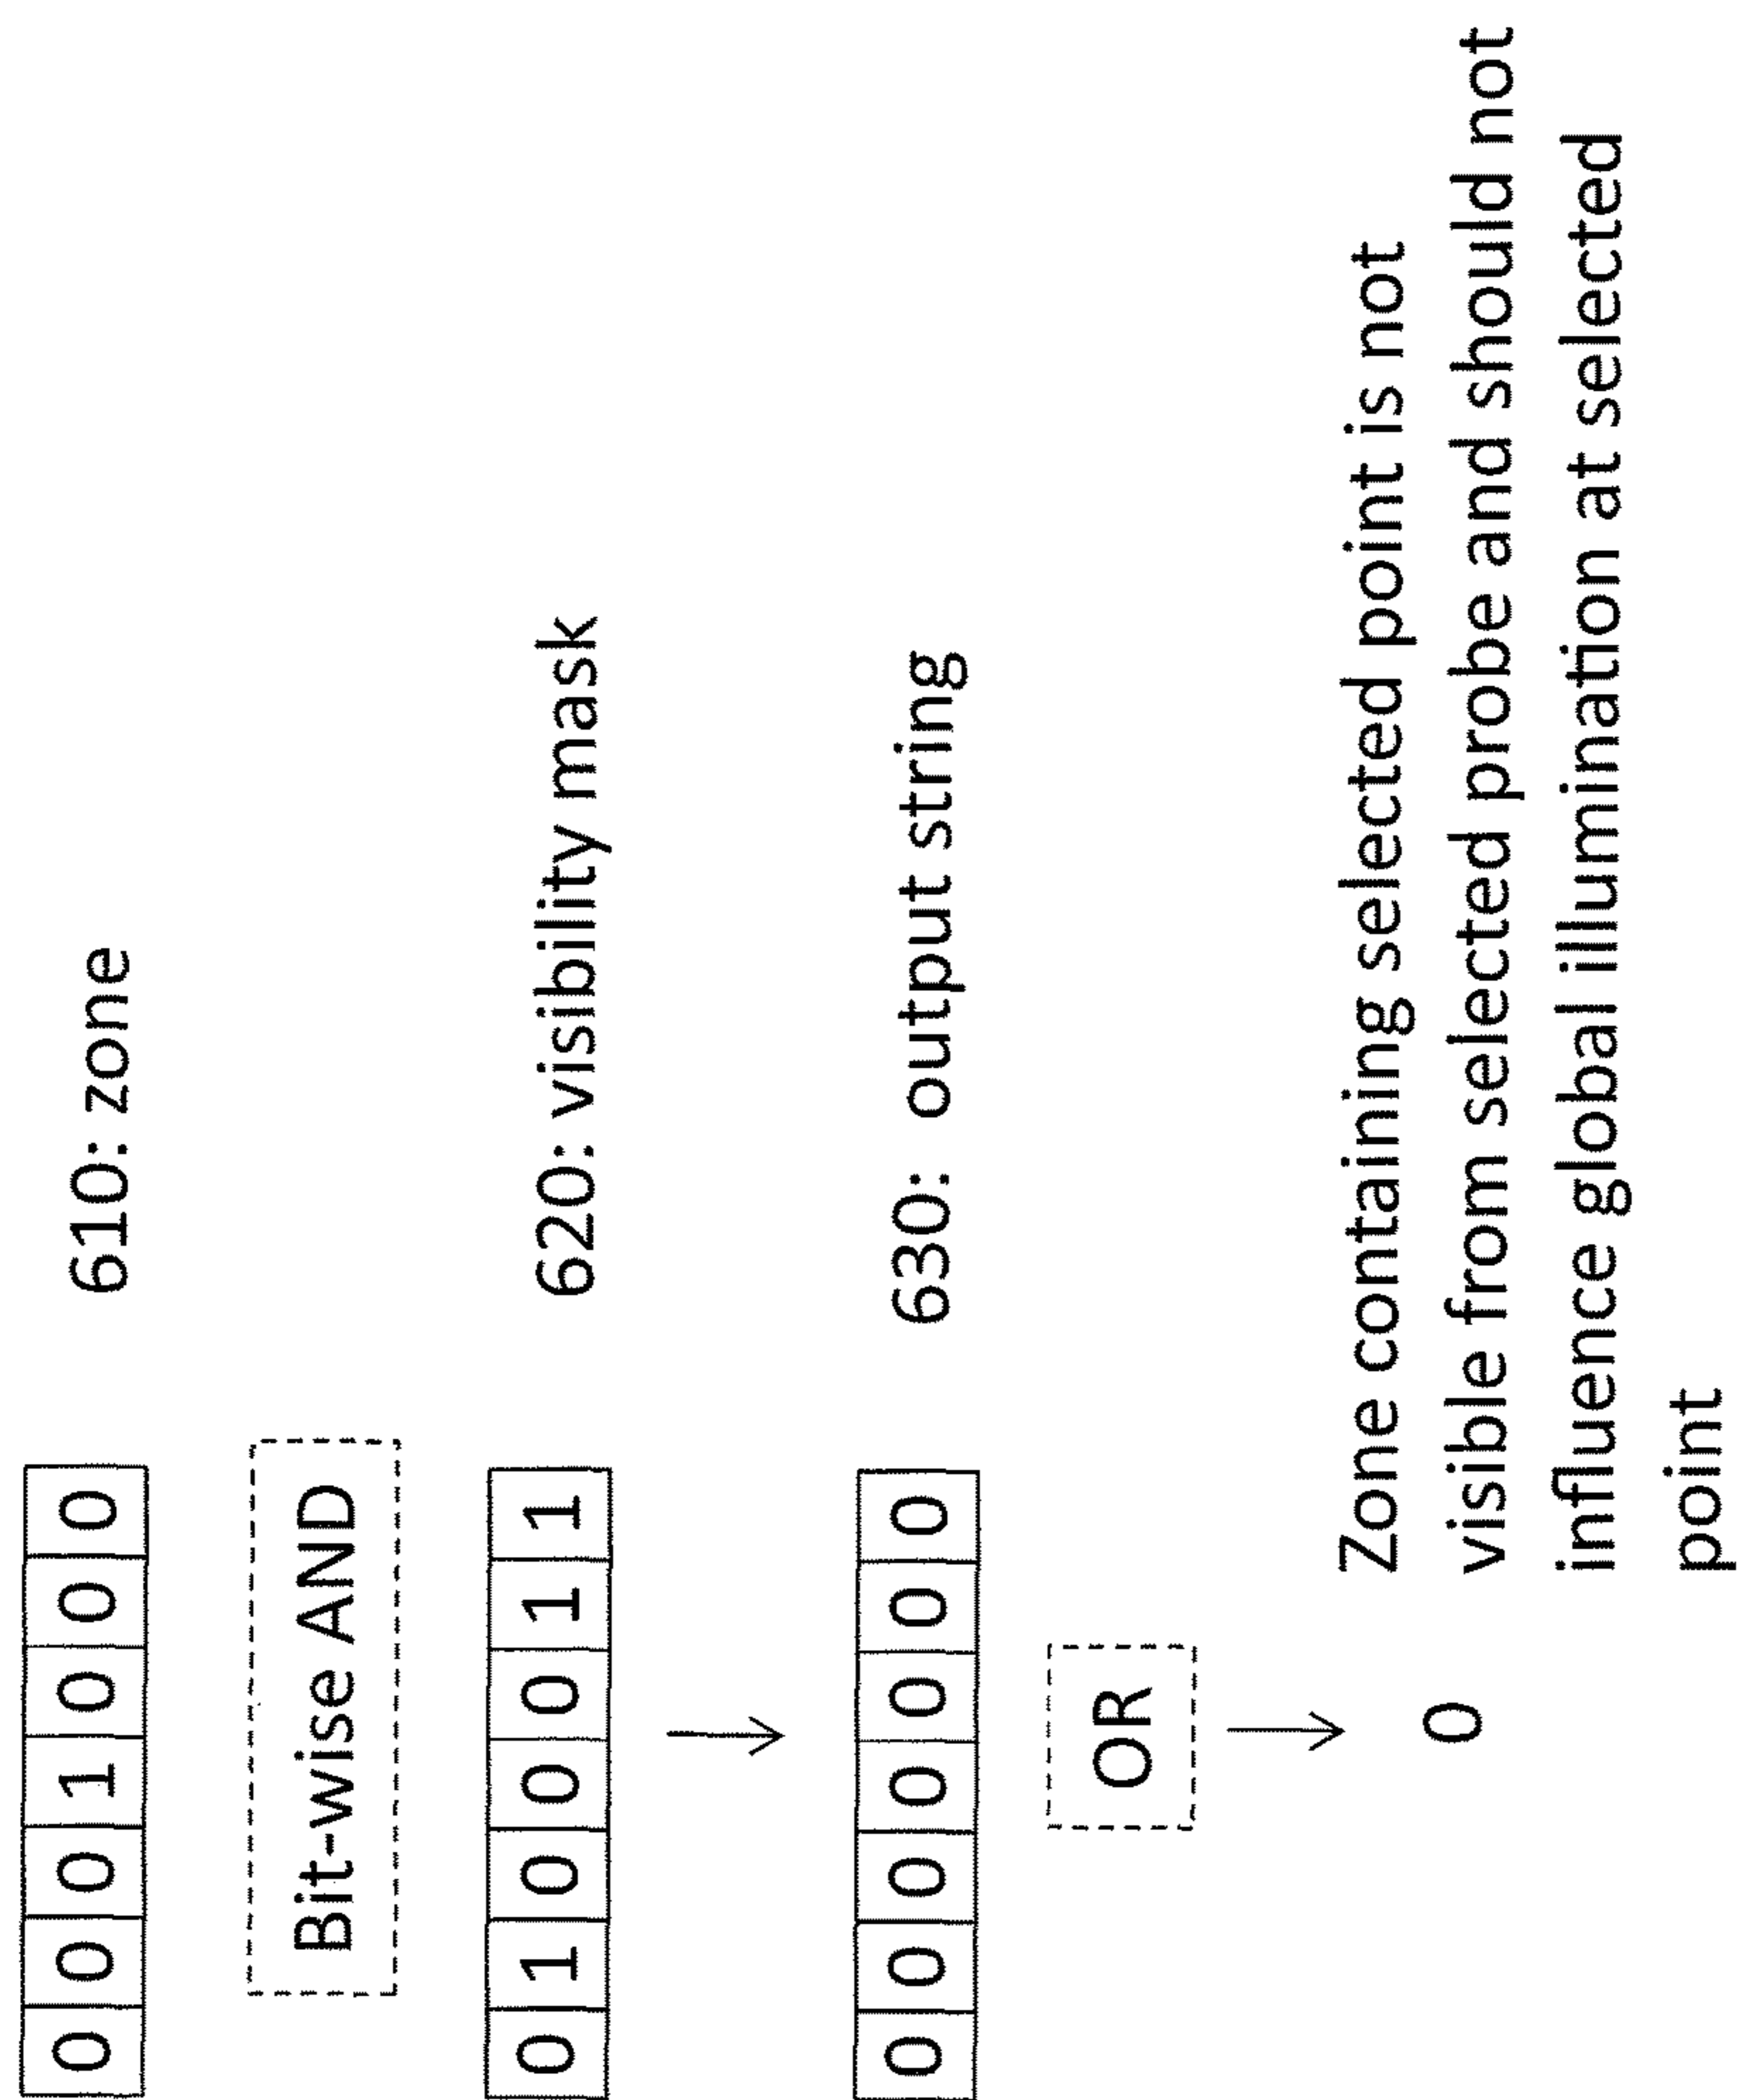 0 0 0 1 0 0 0 610: zone
Bit-wise AND
0 1 0 0 0 1 1 620: visibility mask
0 0 0 0 0 0 0 630: output string
OR
0
Zone containing selected point is not
visible from selected probe and should not
influence global illumination at selected
point